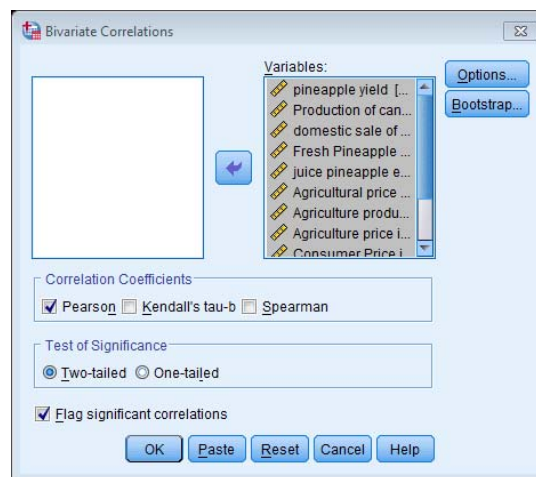 Bivariate Correlations
Variables:
pineapple yield [...
Production of can...
domestic sale of ...
Fresh Pineapple ...
juice pineapple e...
Agricultural price ...
Agriculture produ...
Agriculture price i...
Consumer Price i...
Options...
Bootstrap...
Correlation Coefficients
Pearson Kendall's tau-b Spearman
Test of Significance
Two-tailed One-tailed
Flag significant correlations
OK Paste Reset Cancel Help